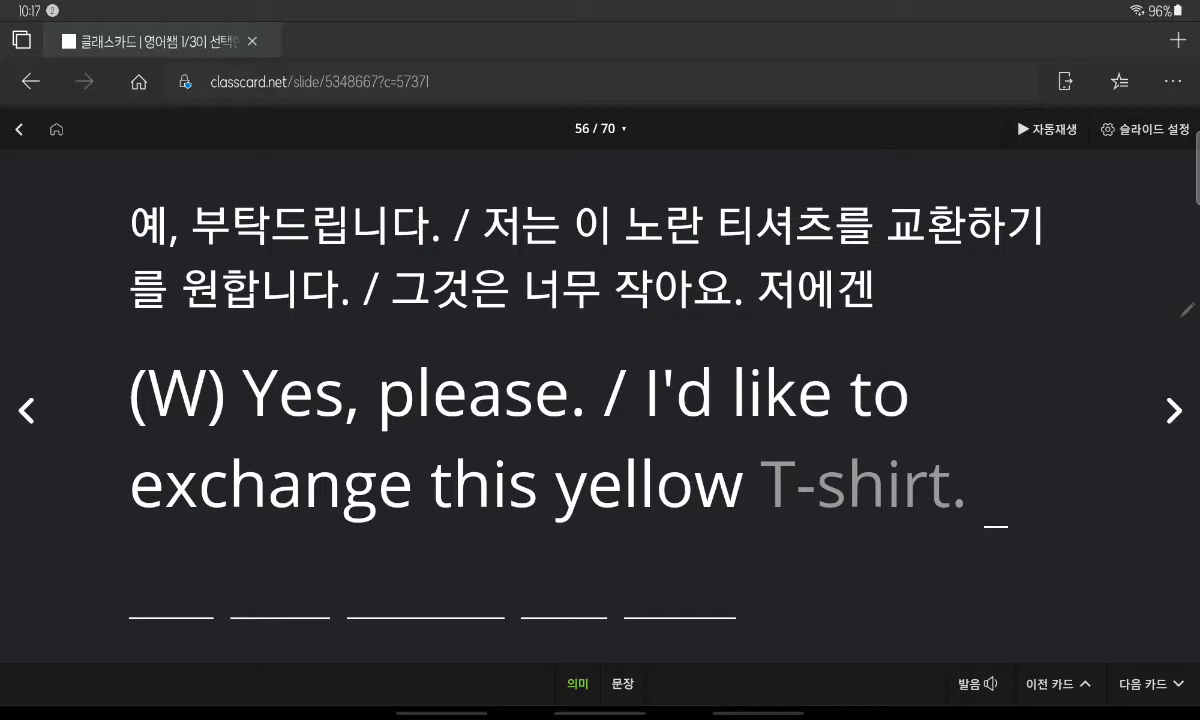 10:17 2 96%
클래스카드 | 영어쌤 1/3이 선택한
classcard.net/slide/5348667?c=57371
56 / 70 자동재생 슬라이드 설정
예, 부탁드립니다. / 저는 이 노란 티셔츠를 교환하기
를 원합니다. / 그것은 너무 작아요. 저에겐
(W) Yes, please. / I'd like to
exchange this yellow T-shirt. _
의미 문장 발음 이전 카드 다음 카드